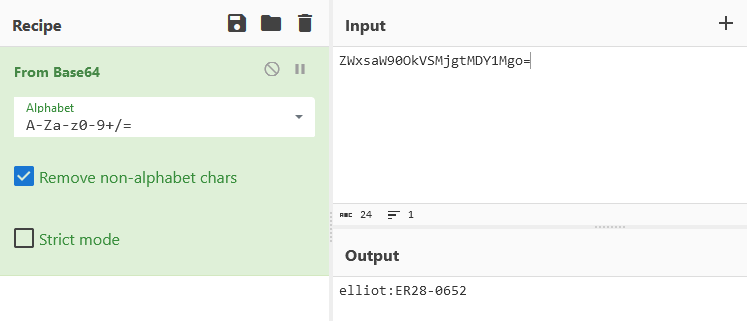 Recipe
From Base64
Alphabet
A-Za-z0-9+/=
Remove non-alphabet chars
Strict mode
Input
ZWxsaW90OkVSMjgtMDY1Mgo=
ABC 24 1
Output
elliot:ER28-0652